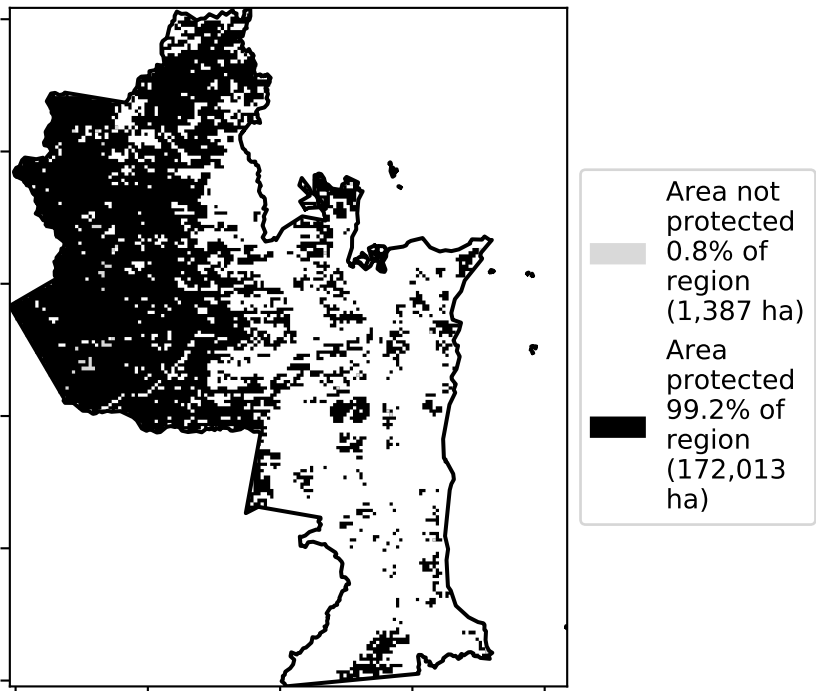 Area not
protected
0.8% of
region
(1,387 ha)
Area
protected
99.2% of
region
(172,013
ha)